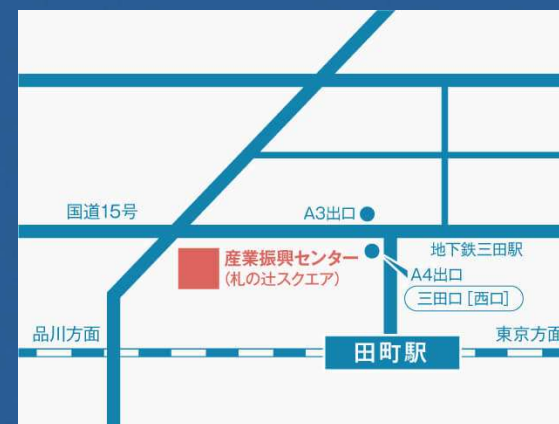 国道15号
A3出口
産業振興センター
(札の辻スクエア)
地下鉄三田駅
A4出口
三田口 [西口]
品川方面
田町駅
東京方面